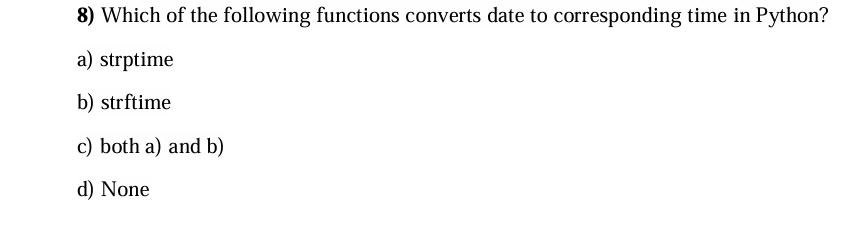 8) Which of the following functions converts date to corresponding time in Python?
a) strptime
b) strftime
c) both a) and b)
d) None